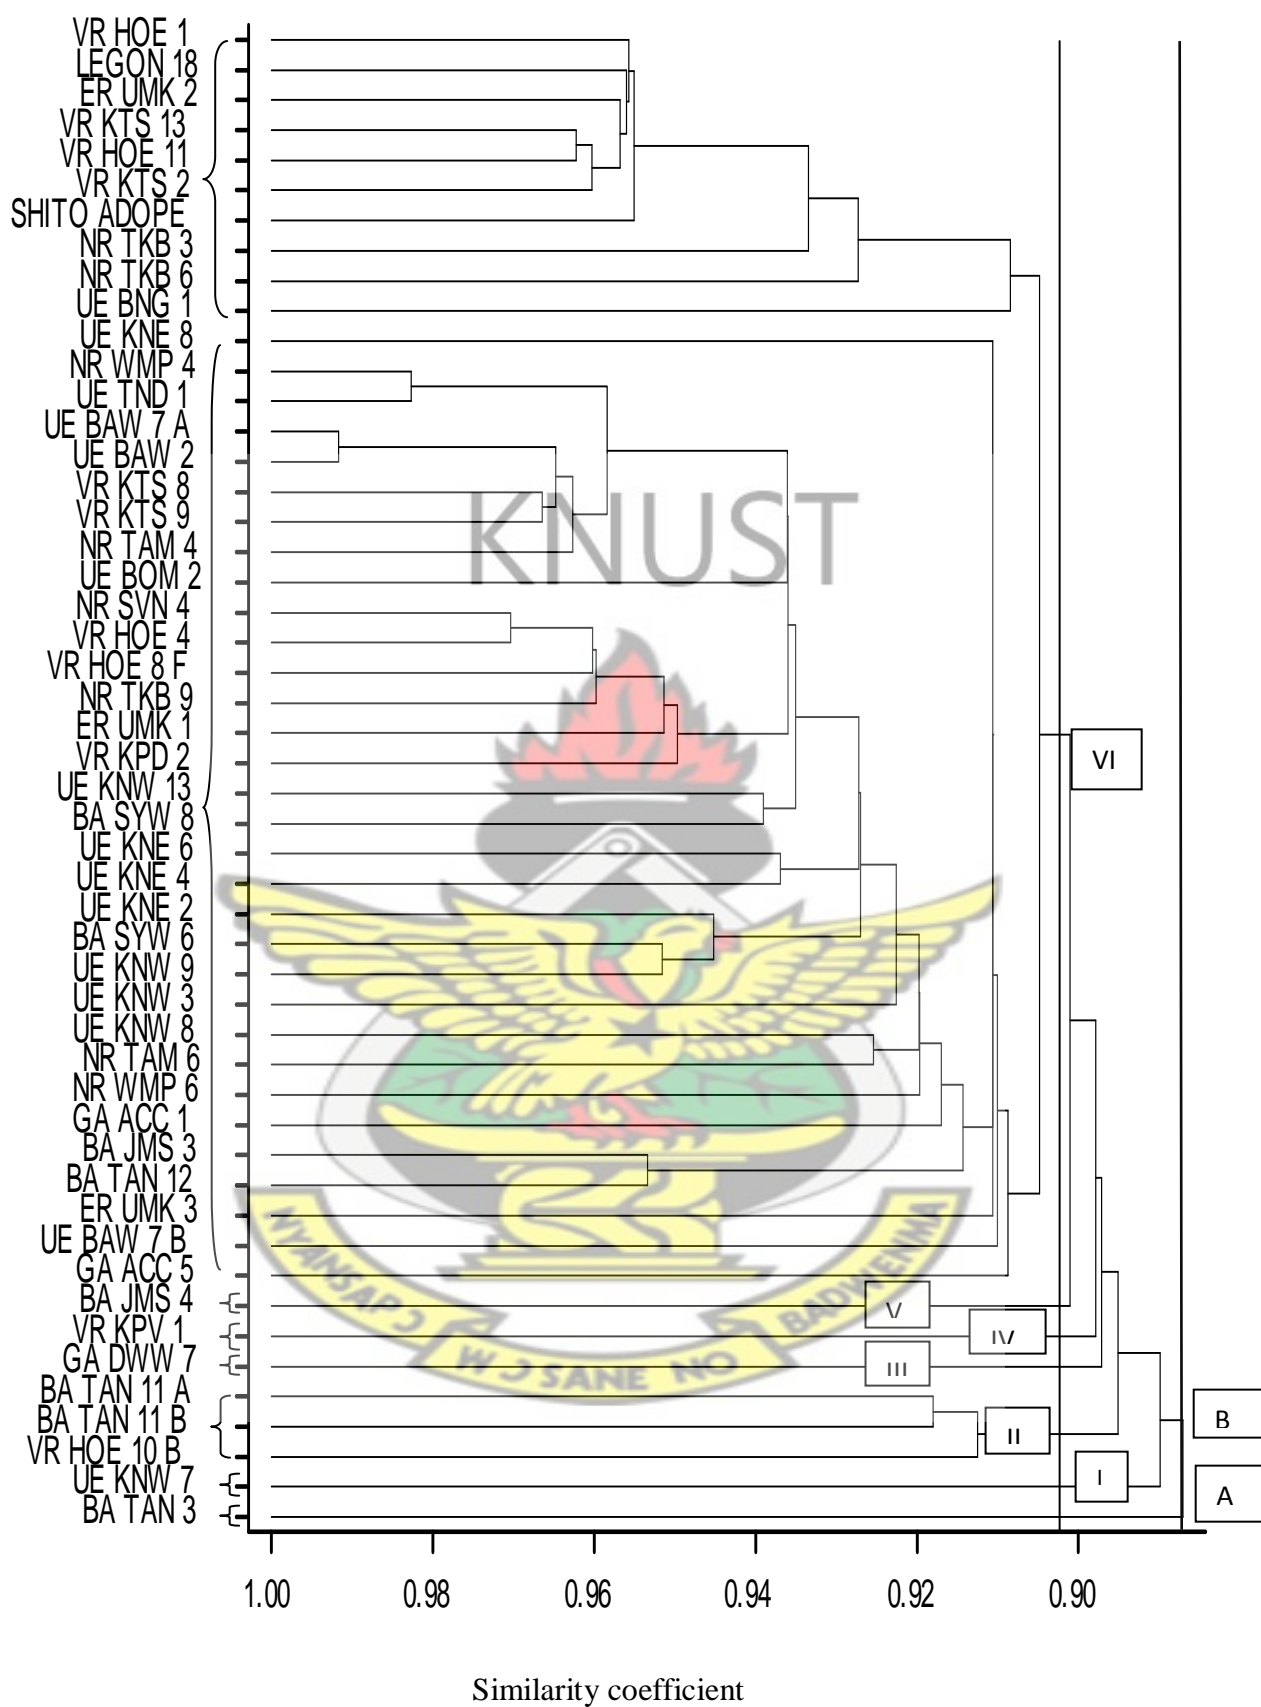 VR HOE 1
LEGON 18
ER UMK 2
VR KTS 13
VR HOE 11
VR KTS 2
SHITO ADOPE
NR TKB 3
NR TKB 6
UE BNG 1
UE KNE 8
NR WMP 4
UE TND 1
UE BAW 7 A
UE BAW 2
VR KTS 8
VR KTS 9
NR TAM 4
UE BOM 2
NR SVN 4
VR HOE 4
VR HOE 8 F
NR TKB 9
ER UMK 1
VR KPD 2
UE KNW 13
BA SYW 8
UE KNE 6
UE KNE 4
UE KNE 2
BA SYW 6
UE KNW 9
UE KNW 3
UE KNW 8
NR TAM 6
NR WMP 6
GA ACC 1
BA JMS 3
BA TAN 12
ER UMK 3
UE BAW 7 B
GA ACC 5
BA JMS 4
VR KPV 1
GA DWW 7
BA TAN 11 A
BA TAN 11 B
VR HOE 10 B
UE KNW 7
BA TAN 3
KNUST
NYANSAPƆ
WƆSANE NO
BADWENMA
VI
V
IV
III
II
I
B
A
1.00 0.98 0.96 0.94 0.92 0.90
Similarity coefficient